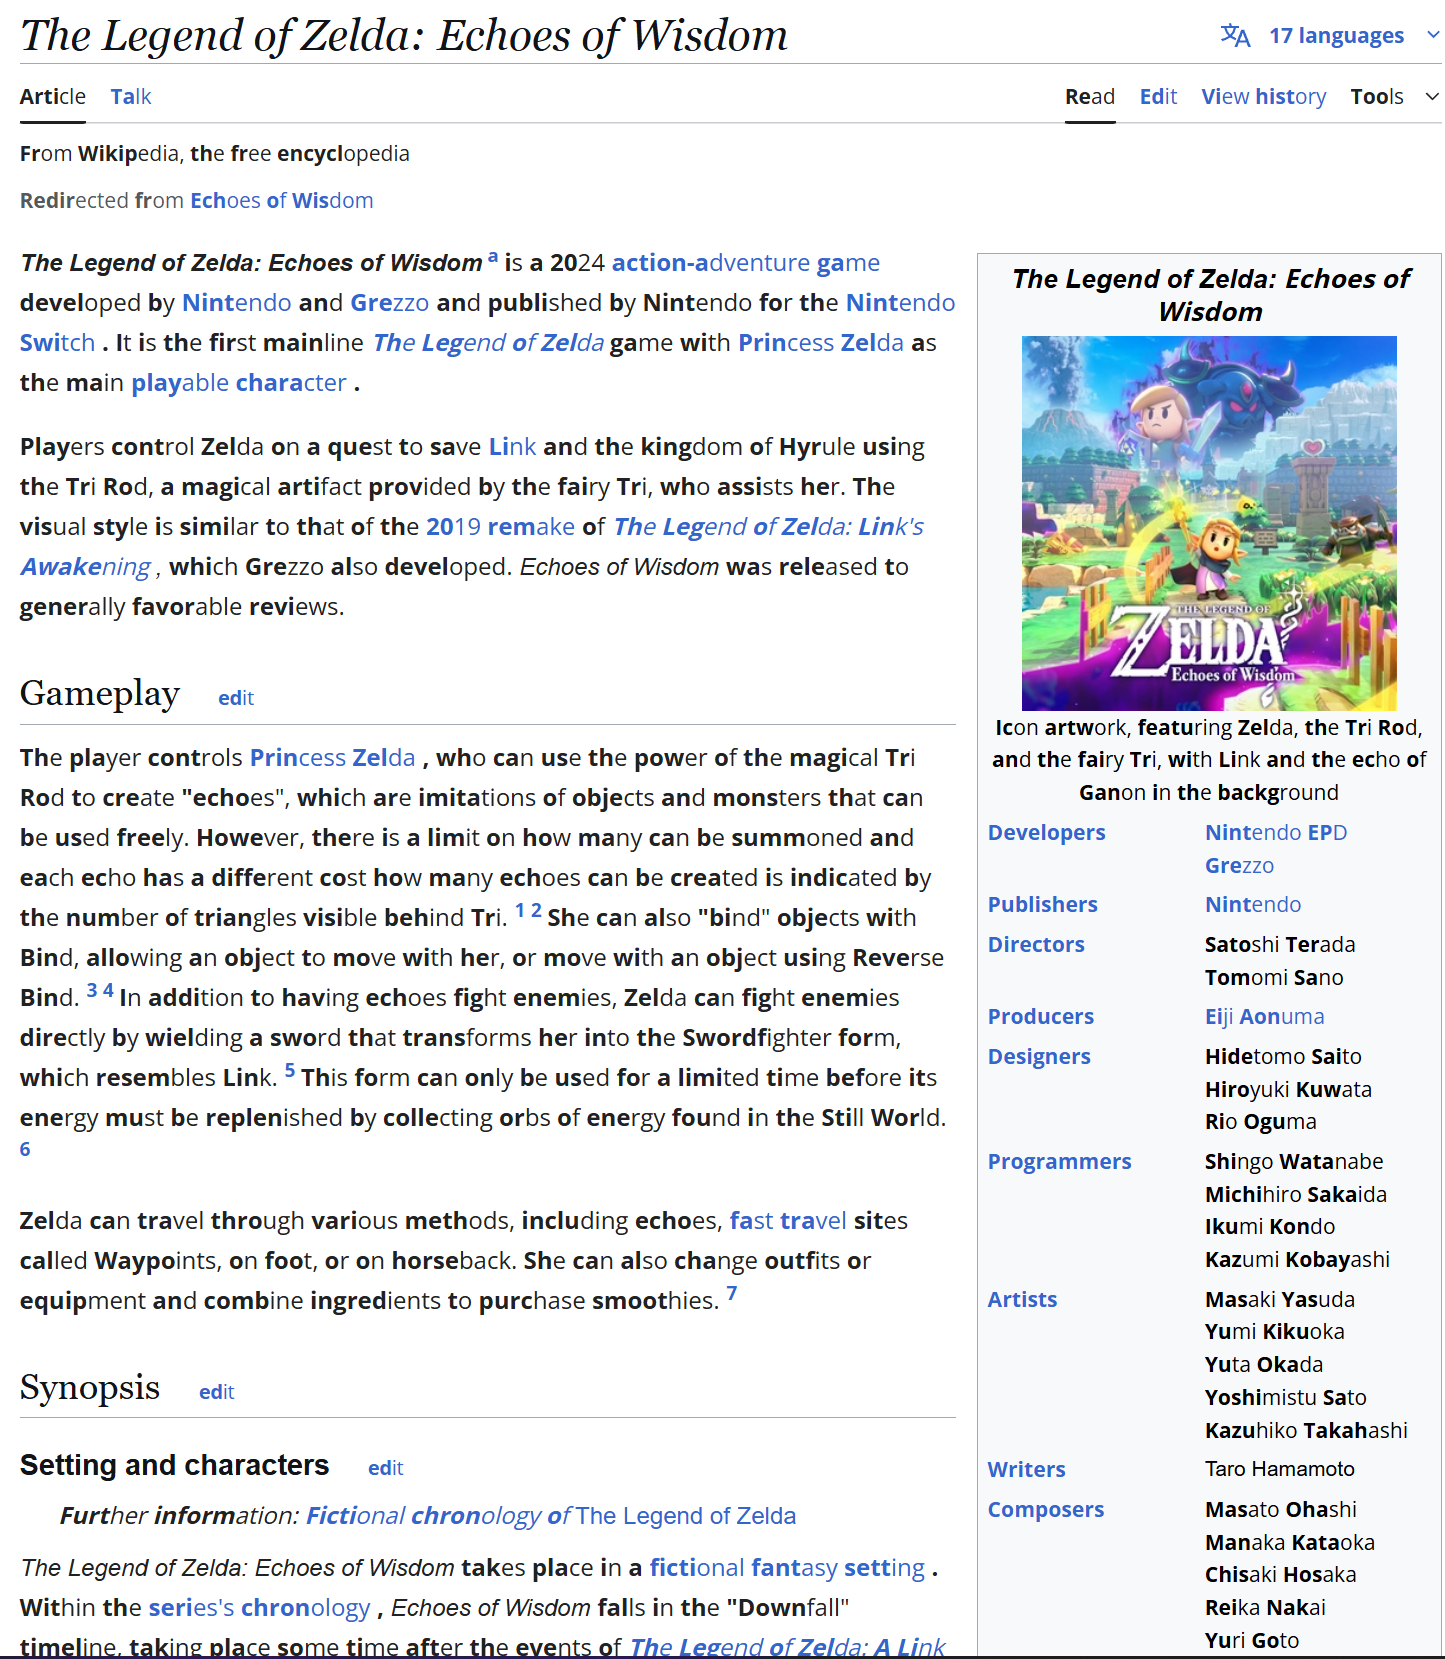 The Legend of Zelda: Echoes of Wisdom
17 languages
Article Talk
Read Edit View history Tools
From Wikipedia, the free encyclopedia
Redirected from Echoes of Wisdom
The Legend of Zelda: Echoes of Wisdom a is a 2024 action-adventure game
developed by Nintendo and Grezzo and published by Nintendo for the Nintendo
Switch . It is the first mainline The Legend of Zelda game with Princess Zelda as
the main playable character .
Players control Zelda on a quest to save Link and the kingdom of Hyrule using
the Tri Rod, a magical artifact provided by the fairy Tri, who assists her. The
visual style is similar to that of the 2019 remake of The Legend of Zelda: Link's
Awakening , which Grezzo also developed. Echoes of Wisdom was released to
generally favorable reviews.
Gameplay edit
The player controls Princess Zelda , who can use the power of the magical Tri
Rod to create "echoes", which are imitations of objects and monsters that can
be used freely. However, there is a limit on how many can be summoned and
each echo has a different cost how many echoes can be created is indicated by
the number of triangles visible behind Tri. 1 2 She can also "bind" objects with
Bind, allowing an object to move with her, or move with an object using Reverse
Bind. 3 4 In addition to having echoes fight enemies, Zelda can fight enemies
directly by wielding a sword that transforms her into the Swordfighter form,
which resembles Link. 5 This form can only be used for a limited time before its
energy must be replenished by collecting orbs of energy found in the Still World.
6
Zelda can travel through various methods, including echoes, fast travel sites
called Waypoints, on foot, or on horseback. She can also change outfits or
equipment and combine ingredients to purchase smoothies. 7
Synopsis edit
Setting and characters edit
Further information: Fictional chronology of The Legend of Zelda
The Legend of Zelda: Echoes of Wisdom takes place in a fictional fantasy setting .
Within the series's chronology , Echoes of Wisdom falls in the "Downfall"
timeline, taking place some time after the events of The Legend of Zelda: A Link
The Legend of Zelda: Echoes of
Wisdom
THE LEGEND OF
ZELDA
Echoes of Wisdom
Icon artwork, featuring Zelda, the Tri Rod,
and the fairy Tri, with Link and the echo of
Ganon in the background
Developers Nintendo EPD
Grezzo
Publishers Nintendo
Directors Satoshi Terada
Tomomi Sano
Producers Eiji Aonuma
Designers Hidetomo Saito
Hiroyuki Kuwata
Rio Oguma
Programmers Shingo Watanabe
Michihiro Sakaida
Ikumi Kondo
Kazumi Kobayashi
Artists Masaki Yasuda
Yumi Kikuoka
Yuta Okada
Yoshimistu Sato
Kazuhiko Takahashi
Writers Taro Hamamoto
Composers Masato Ohashi
Manaka Kataoka
Chisaki Hosaka
Reika Nakai
Yuri Goto